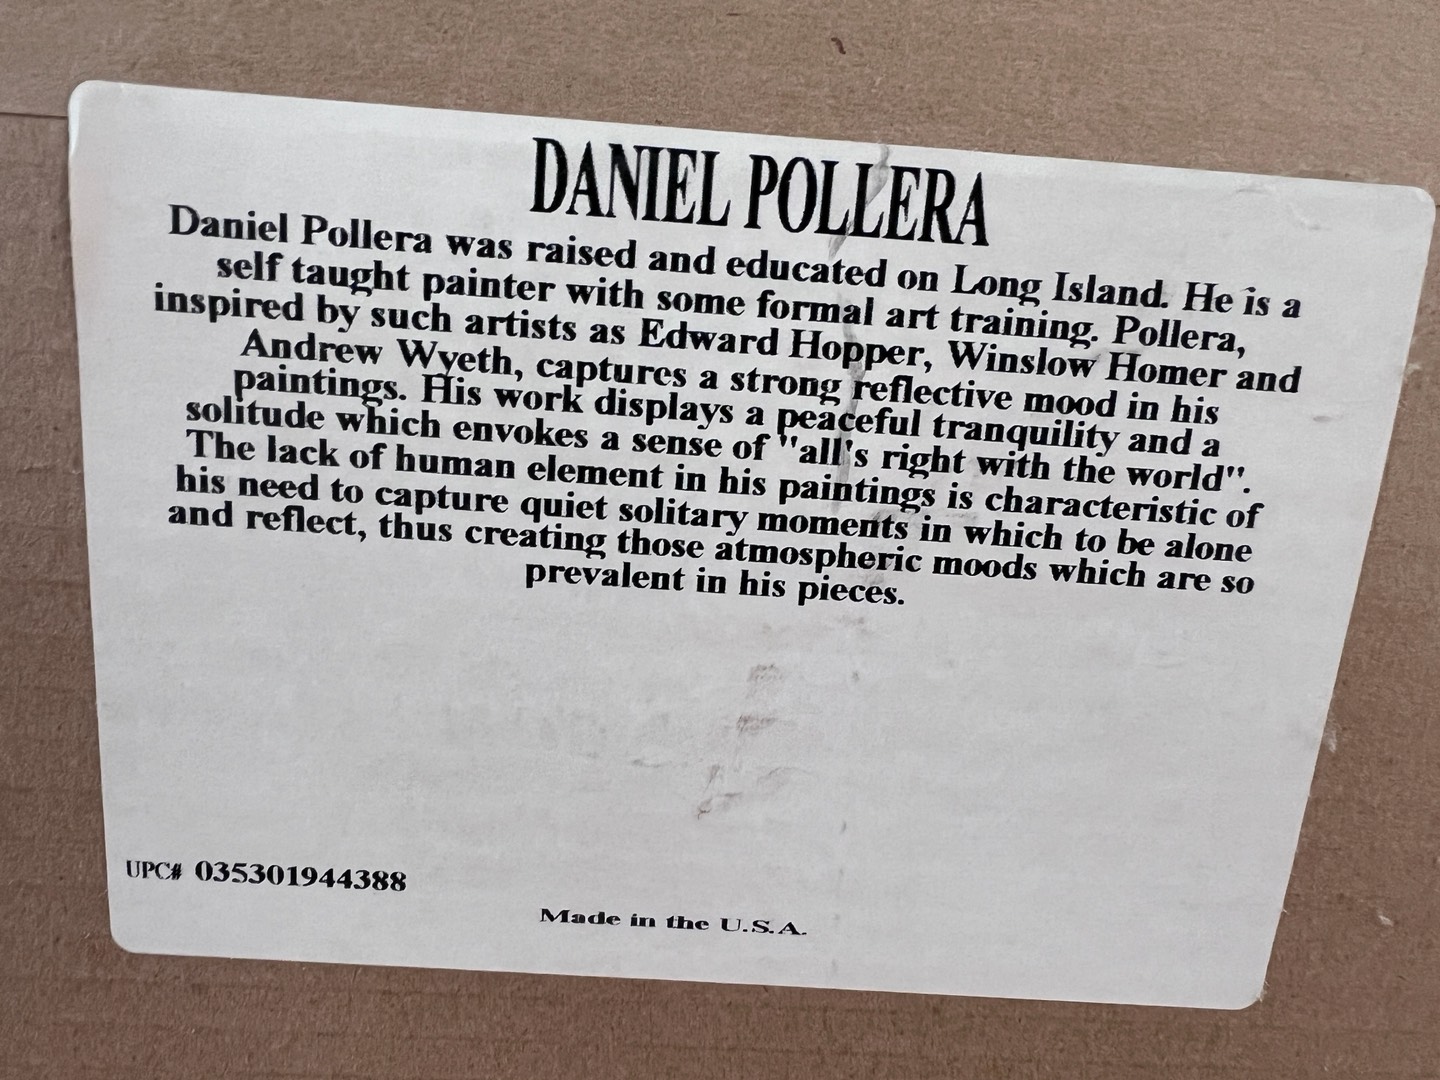 DANIEL POLLERA
Daniel Pollera was raised and educated on Long Island. He is a
self taught painter with some formal art training. Pollera,
inspired by such artists as Edward Hopper, Winslow Homer and
Andrew Wyeth, captures a strong reflective mood in his
paintings. His work displays a peaceful tranquility and a
solitude which envokes a sense of "all's right with the world".
The lack of human element in his paintings is characteristic of
his need to capture quiet solitary moments in which to be alone
and reflect, thus creating those atmospheric moods which are so
prevalent in his pieces.
UPC# 035301944388
Made in the U.S.A.